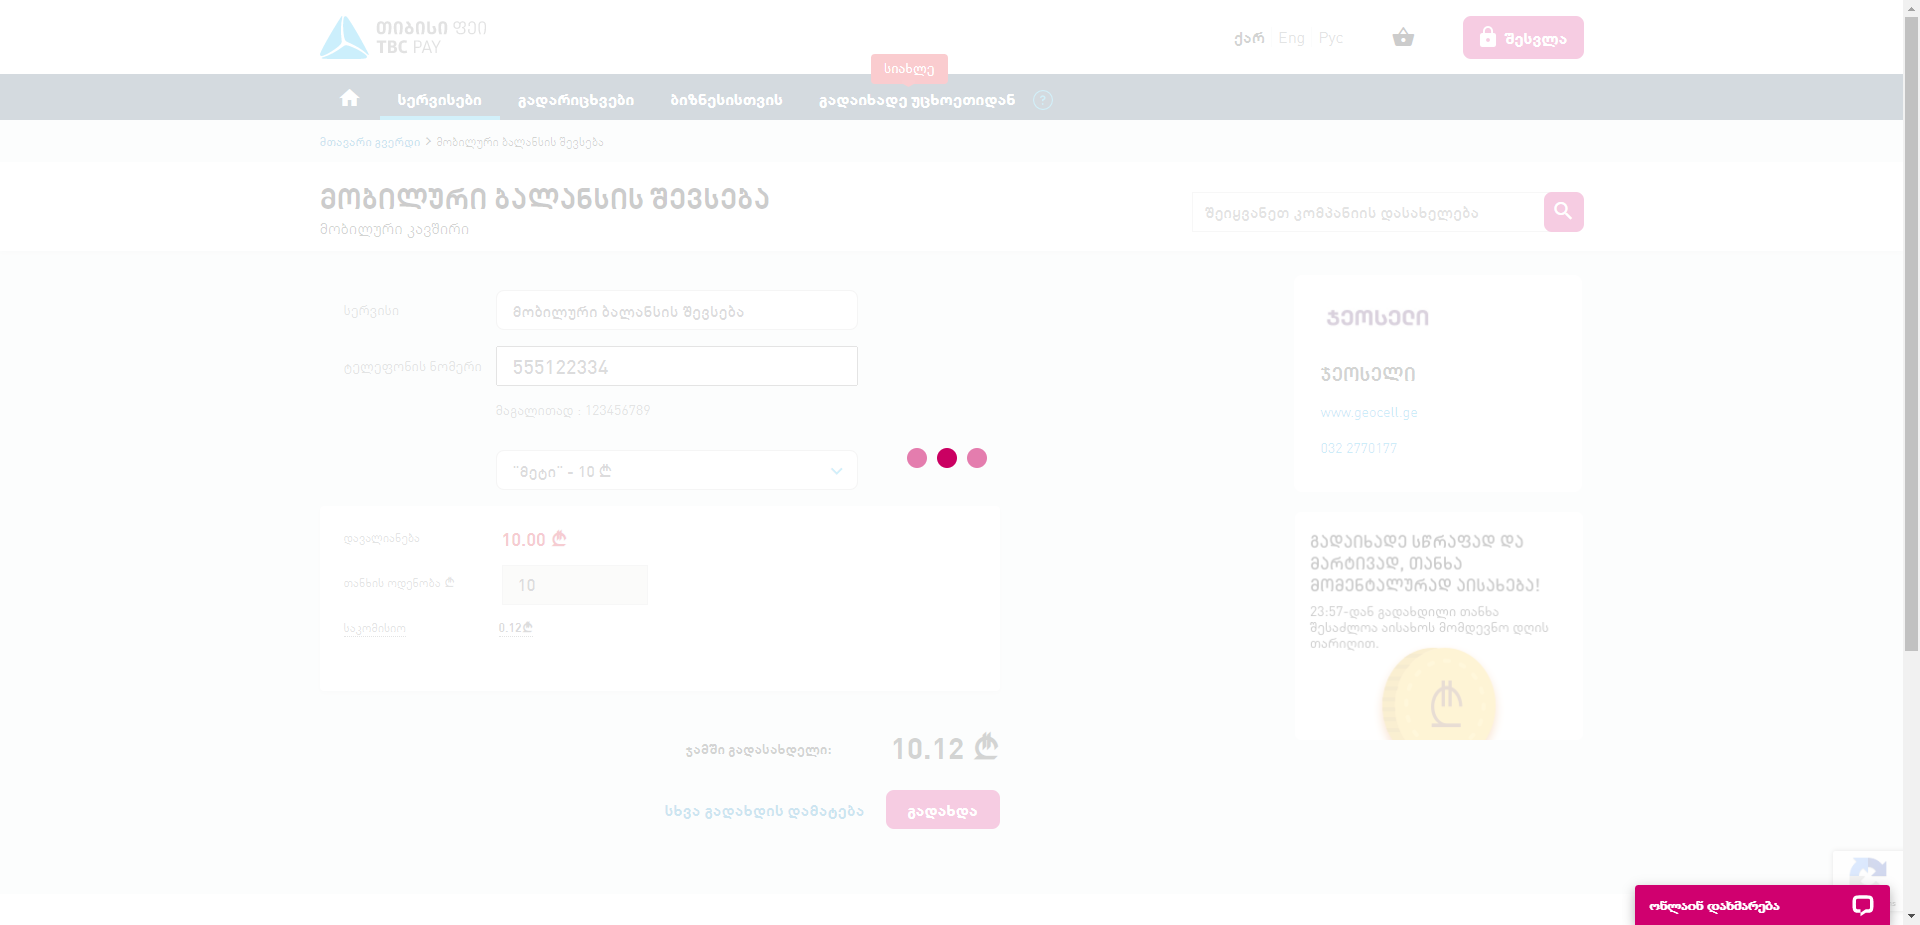 თიბისი ფეი
TBC PAY
ქარ Eng Рус
შესვლა
სიახლე
სერვისები გადარიცხვები ბიზნესისთვის გადაიხადე უცხოეთიდან ?
მთავარი გვერდი > მობილური ბალანსის შევსება
მობილური ბალანსის შევსება
მობილური კავშირი
შეიყვანეთ კომპანიის დასახელება
სერვისი
მობილური ბალანსის შევსება
ტელეფონის ნომერი
555122334
მაგალითად : 123456789
"მეტი" - 10 ₾
დავალიანება
10.00 ₾
თანხის ოდენობა ₾
10
საკომისიო
0.12₾
ჯამში გადასახდელი:
10.12 ₾
სხვა გადახდის დამატება
გადახდა
ჯეოსელი
ჯეოსელი
www.geocell.ge
032 2770177
გადაიხადე სწრაფად და
მარტივად, თანხა
მომენტალურად აისახება!
23:57-დან გადახდილი თანხა
შესაძლოა აისახოს მომდევნო დღის
თარიღით.
₾
ონლაინ დახმარება